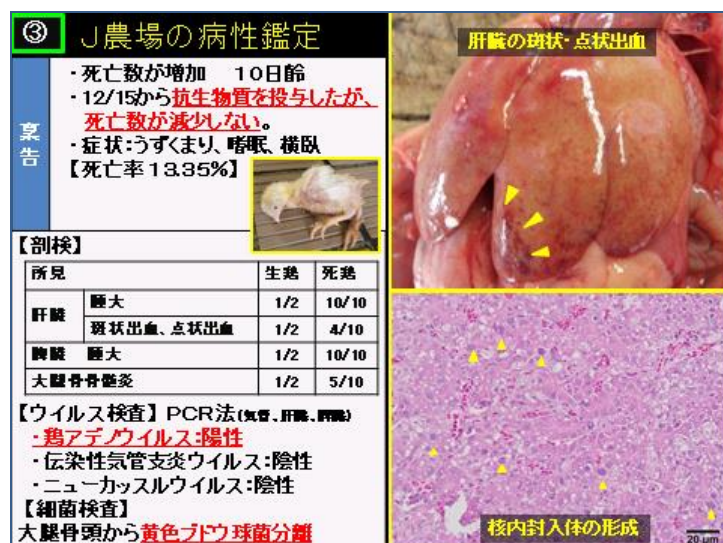 ③ J農場の病性鑑定
稟告
・死亡数が増加 10日齢
・12/15から抗生物質を投与したが、
死亡数が減少しない。
・症状:うずくまり、嗜眠、横臥
【死亡率13.35%】
【剖検】
所見 生鶏 死鶏
肝臓 腫大 1/2 10/10
斑状出血、点状出血 1/2 4/10
脾臓 腫大 1/2 10/10
大腿骨骨髄炎 1/2 5/10
【ウイルス検査】PCR法(気管、肝臓、脾臓)
・鶏アデノウイルス:陽性
・伝染性気管支炎ウイルス:陰性
・ニューカッスルウイルス:陰性
【細菌検査】
大腿骨頭から黄色ブドウ球菌分離
肝臓の斑状・点状出血
核内封入体の形成
20 μm